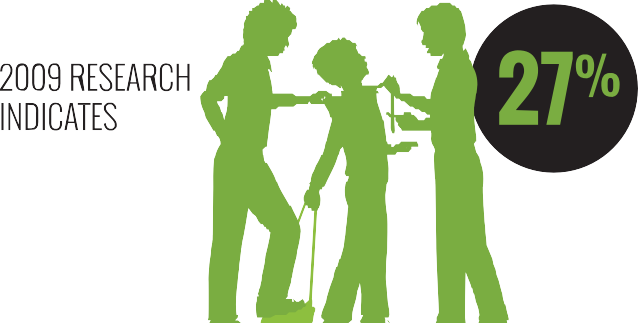 2009 RESEARCH
INDICATES
27%